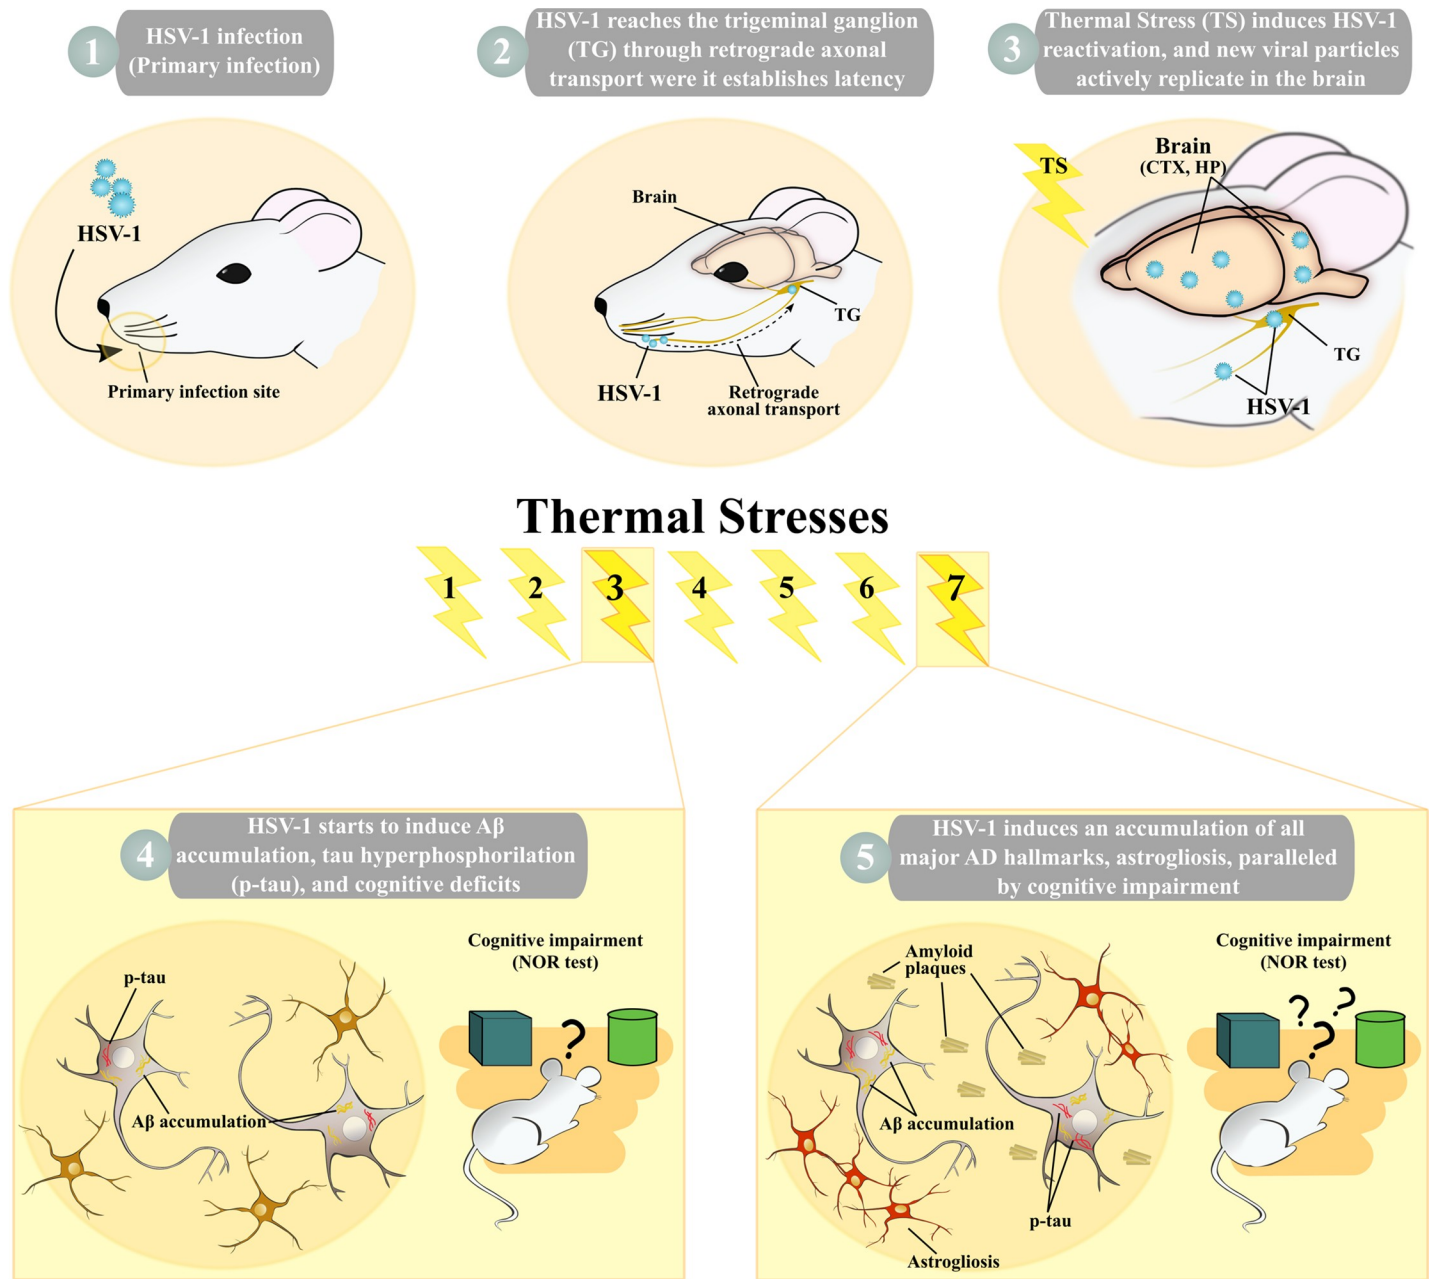 1
HSV-1 infection
(Primary infection)
2
HSV-1 reaches the trigeminal ganglion
(TG) through retrograde axonal
transport were it establishes latency
3
Thermal Stress (TS) induces HSV-1
reactivation, and new viral particles
actively replicate in the brain
HSV-1
Primary infection site
Brain
TG
HSV-1
Retrograde
axonal transport
TS
Brain
(CTX, HP)
TG
HSV-1
Thermal Stresses
1 2 3 4 5 6 7
4
HSV-1 starts to induce Aβ
accumulation, tau hyperphosphorilation
(p-tau), and cognitive deficits
p-tau
Aβ accumulation
Cognitive impairment
(NOR test)
?
5
HSV-1 induces an accumulation of all
major AD hallmarks, astrogliosis, paralleled
by cognitive impairment
Amyloid
plaques
Aβ accumulation
p-tau
Astrogliosis
Cognitive impairment
(NOR test)
? ? ?